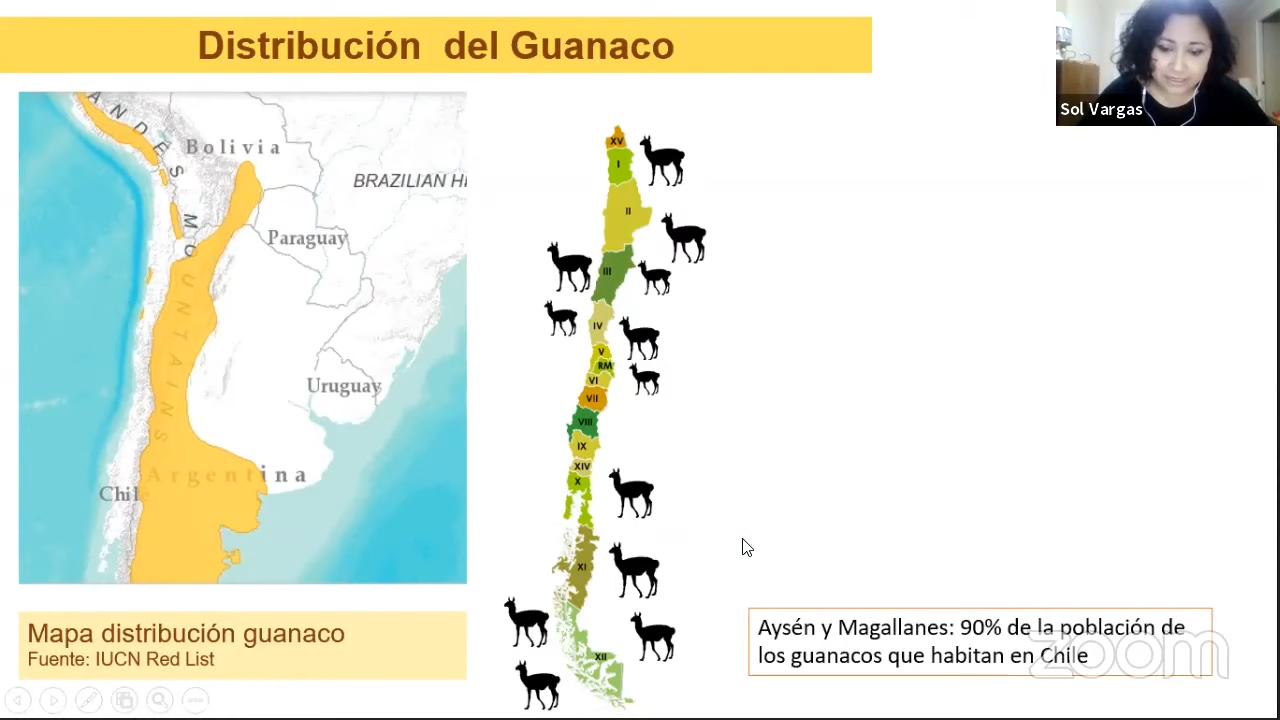 Distribución del Guanaco
Sol Vargas
ANDES MOUNTAINS
Bolivia
BRAZILIAN HI
Paraguay
Uruguay
Argentina
Chile
XV
I
II
III
IV
V
RM
VI
VII
VIII
IX
XIV
X
XI
XII
Mapa distribución guanaco
Fuente: IUCN Red List
Aysén y Magallanes: 90% de la población de
los guanacos que habitan en Chile
zoom